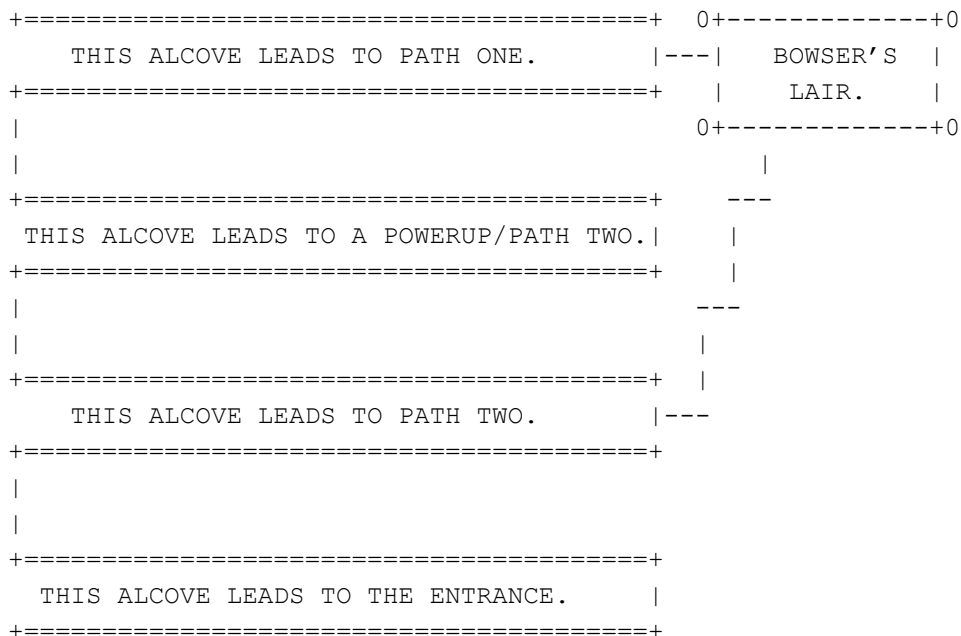 THIS ALCOVE LEADS TO PATH ONE.
BOWSER'S
LAIR.
THIS ALCOVE LEADS TO A POWERUP/PATH TWO.
THIS ALCOVE LEADS TO PATH TWO.
THIS ALCOVE LEADS TO THE ENTRANCE.